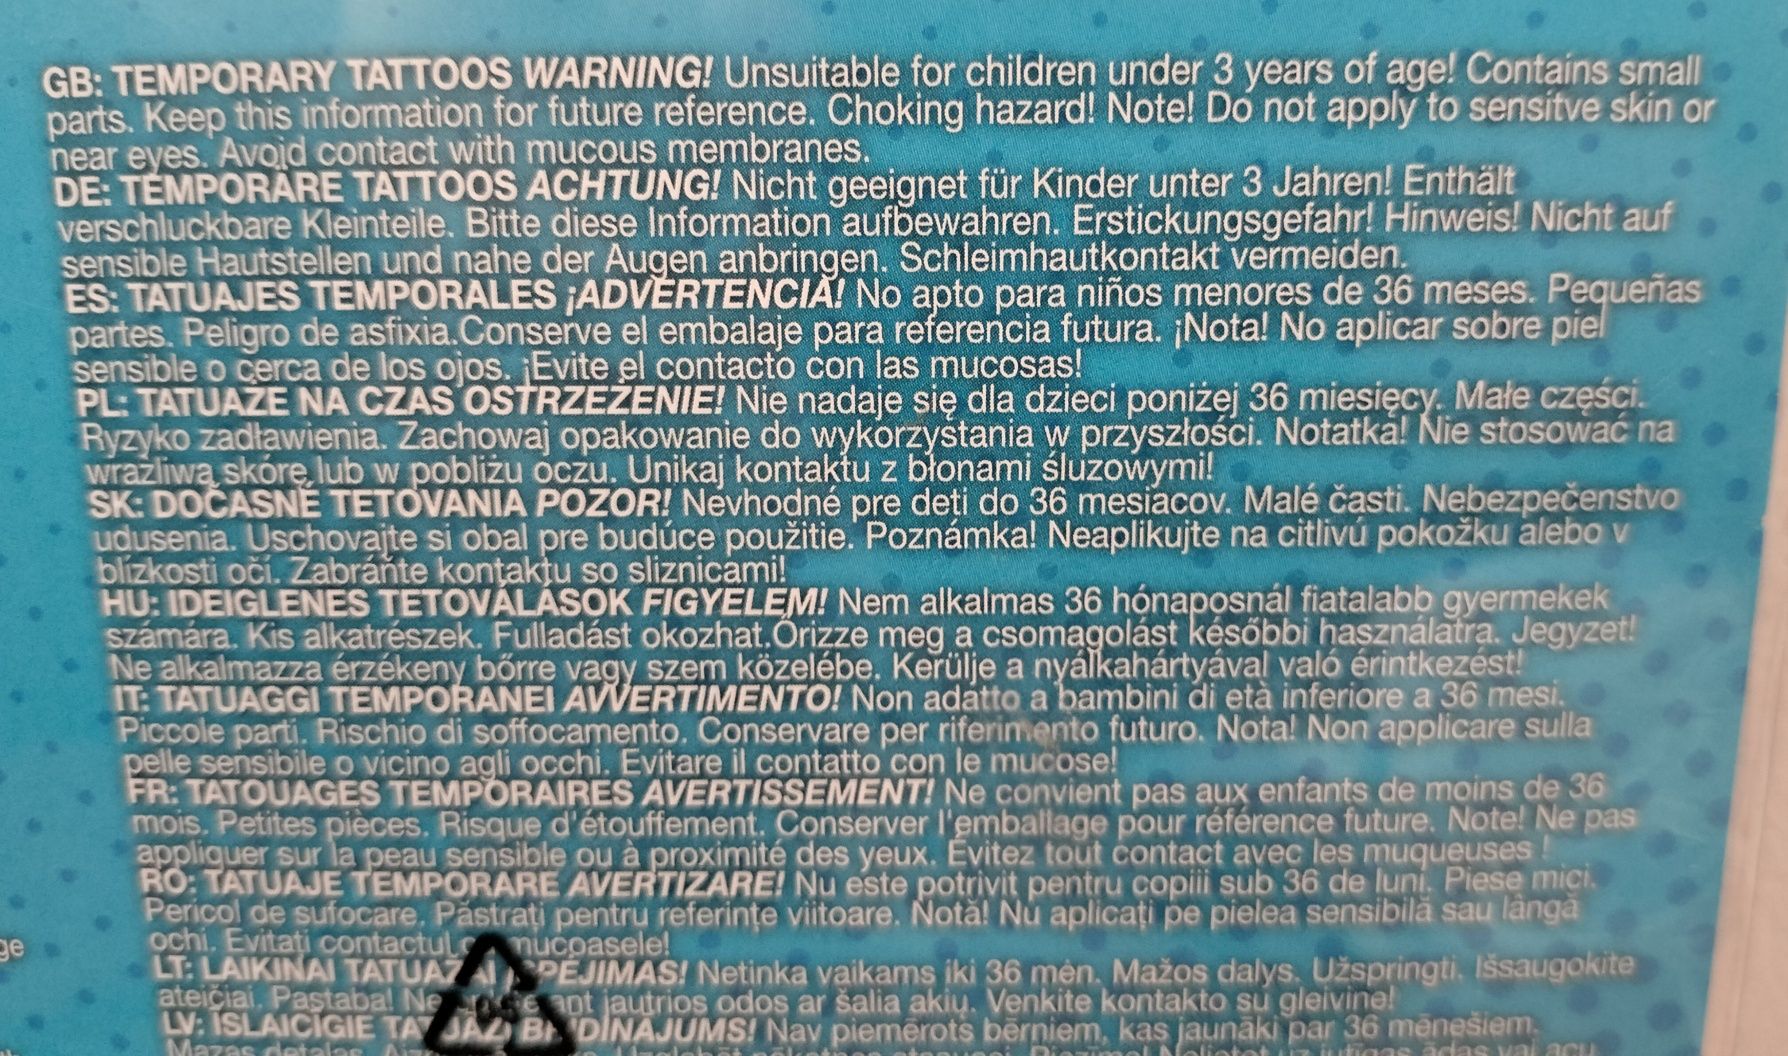 GB: TEMPORARY TATTOOS WARNING! Unsuitable for children under 3 years of age! Contains small
parts. Keep this information for future reference. Choking hazard! Note! Do not apply to sensitve skin or
near eyes. Avoid contact with mucous membranes.
DE: TEMPORÄRE TATTOOS ACHTUNG! Nicht geeignet für Kinder unter 3 Jahren! Enthält
verschluckbare Kleinteile. Bitte diese Information aufbewahren. Erstickungsgefahr! Hinweis! Nicht auf
sensible Hautstellen und nahe der Augen anbringen. Schleimhautkontakt vermeiden.
ES: TATUAJES TEMPORALES ¡ADVERTENCIA! No apto para niños menores de 36 meses. Pequeñas
partes. Peligro de asfixia.Conserve el embalaje para referencia futura. ¡Nota! No aplicar sobre piel
sensible o cerca de los ojos. ¡Evite el contacto con las mucosas!
PL: TATUAŻE NA CZAS OSTRZEŻENIE! Nie nadaje się dla dzieci poniżej 36 miesięcy. Małe części.
Ryzyko zadławienia. Zachowaj opakowanie do wykorzystania w przyszłości. Notatka! Nie stosować na
wrażliwą skórę lub w pobliżu oczu. Unikaj kontaktu z błonami śluzowymi!
SK: DOČASNÉ TETOVANIA POZOR! Nevhodné pre deti do 36 mesiacov. Malé časti. Nebezpečenstvo
udusenia. Uschovajte si obal pre budúce použitie. Poznámka! Neaplikujte na citlivú pokožku alebo v
blízkosti očí. Zabráňte kontaktu so sliznicami!
HU: IDEIGLENES TETOVÁLÁSOK FIGYELEM! Nem alkalmas 36 hónaposnál fiatalabb gyermekek
számára. Kis alkatrészek. Fulladást okozhat.Őrizze meg a csomagolást későbbi használatra. Jegyzet!
Ne alkalmazza érzékeny bőrre vagy szem közelébe. Kerülje a nyálkahártyával való érintkezést!
IT: TATUAGGI TEMPORANEI AVVERTIMENTO! Non adatto a bambini di età inferiore a 36 mesi.
Piccole parti. Rischio di soffocamento. Conservare per riferimento futuro. Nota! Non applicare sulla
pelle sensibile o vicino agli occhi. Evitare il contatto con le mucose!
FR: TATOUAGES TEMPORAIRES AVERTISSEMENT! Ne convient pas aux enfants de moins de 36
mois. Petites pièces. Risque d'étouffement. Conserver l'emballage pour référence future. Note! Ne pas
appliquer sur la peau sensible ou à proximité des yeux. Évitez tout contact avec les muqueuses !
RO: TATUAJE TEMPORARE AVERTIZARE! Nu este potrivit pentru copiii sub 36 de luni. Piese mici.
Pericol de sufocare. Păstrați pentru referințe viitoare. Notă! Nu aplicați pe pielea sensibilă sau lângă
ochi. Evitați contactul mucoasele!
LT: LAIKINAI ĮSPĖJIMAS! Netinka vaikams iki 36 mėn. Mažos dalys. Užspringti. Išsaugokite
ateičiai. Pastaba! jautrios odos ar šalia akių. Venkite kontakto su gleivine!
LV: ISLAICĪGIE BRĪDINĀJUMS! Nav piemērots bērniem, kas jaunāki par 36 mēnešiem.
Mazas detaļas.
ge